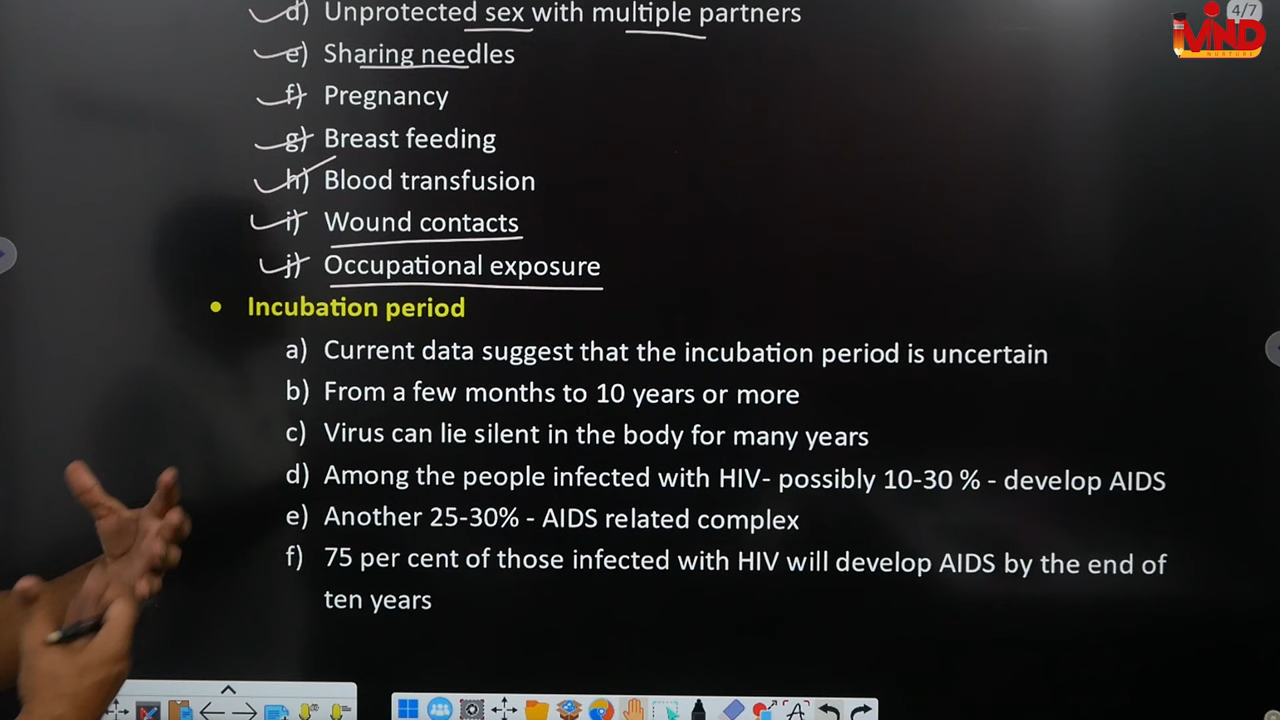 4/7
MIND
NURTURE
d) Unprotected sex with multiple partners
e) Sharing needles
f) Pregnancy
g) Breast feeding
h) Blood transfusion
i) Wound contacts
j) Occupational exposure
• Incubation period
a) Current data suggest that the incubation period is uncertain
b) From a few months to 10 years or more
c) Virus can lie silent in the body for many years
d) Among the people infected with HIV- possibly 10-30 % - develop AIDS
e) Another 25-30% - AIDS related complex
f) 75 per cent of those infected with HIV will develop AIDS by the end of
ten years